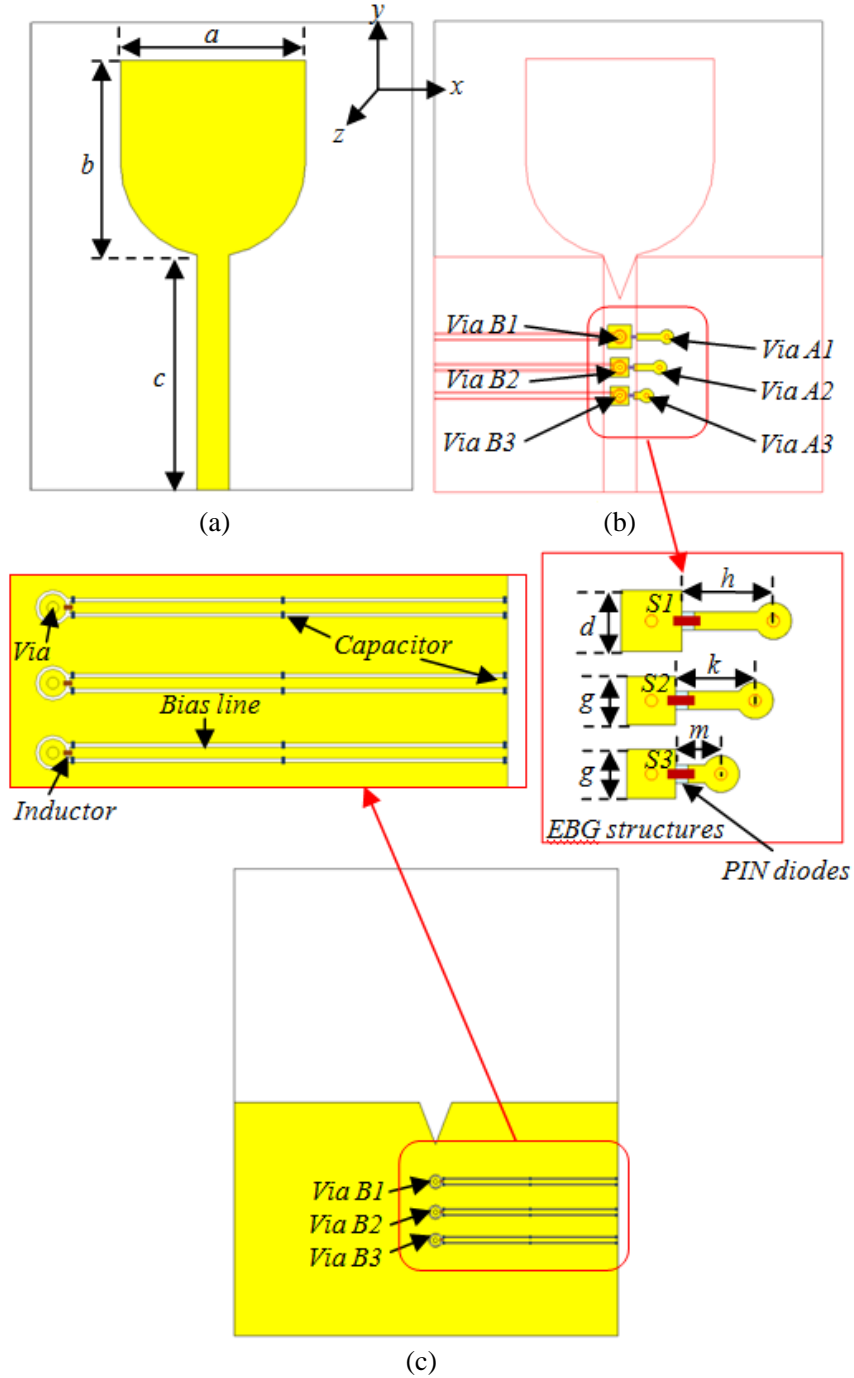 a
y
x
z
b
c
Via B1
Via A1
Via B2
Via A2
Via B3
Via A3
(a)
(b)
Via
Capacitor
Bias line
Inductor
h
S1
d
k
S2
g
m
S3
g
EBG structures
PIN diodes
Via B1
Via B2
Via B3
(c)